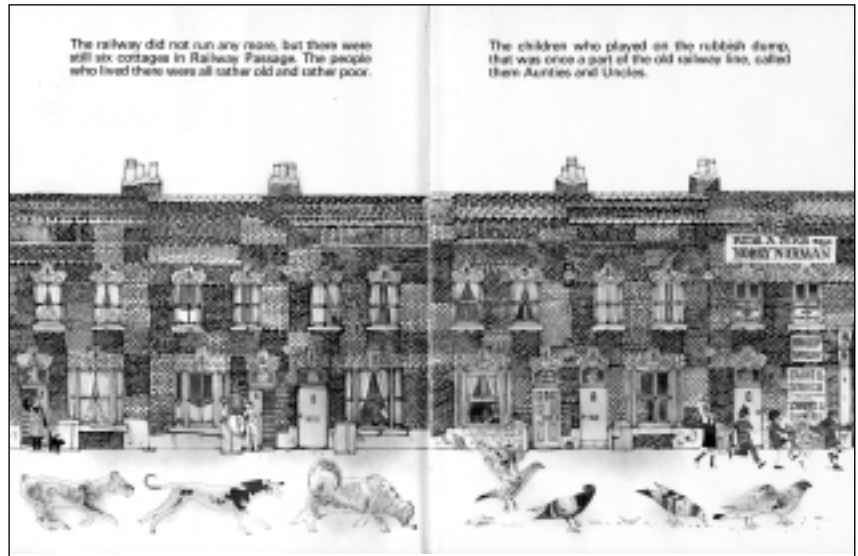 The railway did not run any more, but there were
still six cottages in Railway Passage. The people
who lived there were all rather old and rather poor.
The children who played on the rubbish dump,
that was once a part of the old railway line, called
them Aunties and Uncles.
NOBBY NORMAN